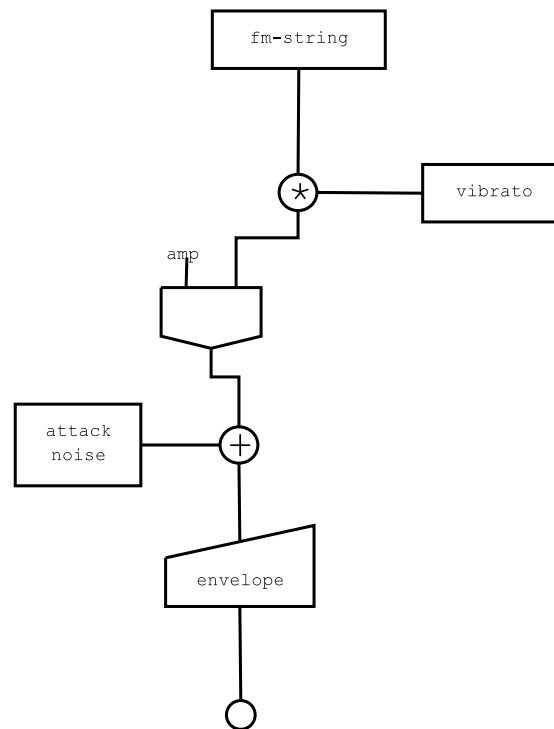 fm-string
*
vibrato
amp
attack
noise
+
envelope